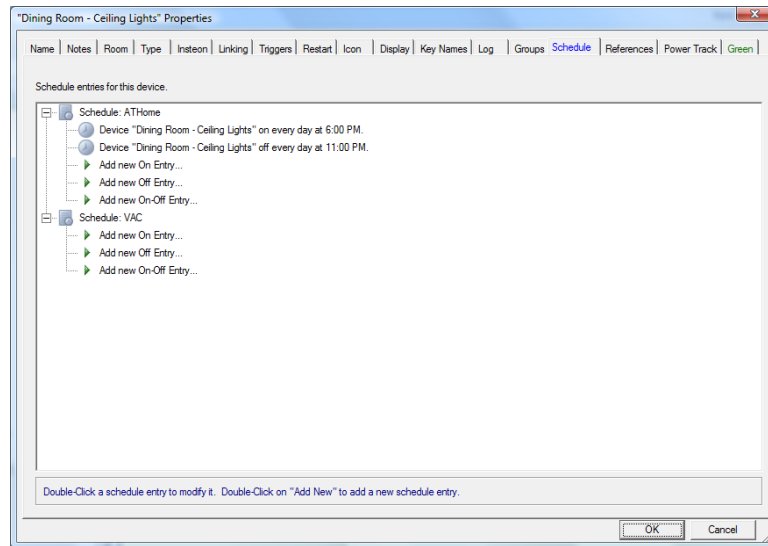 "Dining Room - Ceiling Lights" Properties
Name Notes Room Type Insteon Linking Triggers Restart Icon Display Key Names Log Groups Schedule References Power Track Green
Schedule entries for this device.
Schedule: ATHome
Device "Dining Room - Ceiling Lights" on every day at 6:00 PM.
Device "Dining Room - Ceiling Lights" off every day at 11:00 PM.
Add new On Entry...
Add new Off Entry...
Add new On-Off Entry...
Schedule: VAC
Add new On Entry...
Add new Off Entry...
Add new On-Off Entry...
Double-Click a schedule entry to modify it. Double-Click on "Add New" to add a new schedule entry.
OK Cancel